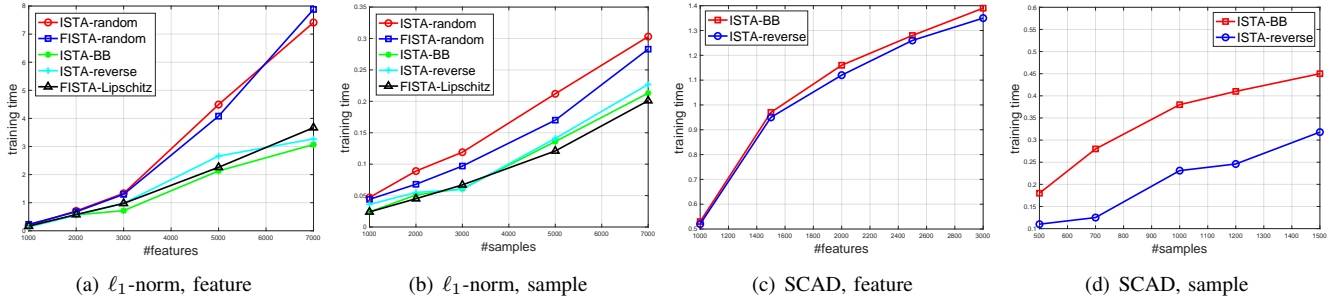 8
7
6
5
4
3
2
1
0
training time
1000 2000 3000 4000 5000 6000 7000
#features
ISTA-random
FISTA-random
ISTA-BB
ISTA-reverse
FISTA-Lipschitz
(a) ℓ₁-norm, feature
0.35
0.3
0.25
0.2
0.15
0.1
0.05
0
training time
1000 2000 3000 4000 5000 6000 7000
#samples
ISTA-random
FISTA-random
ISTA-BB
ISTA-reverse
FISTA-Lipschitz
(b) ℓ₁-norm, sample
1.4
1.3
1.2
1.1
1
0.9
0.8
0.7
0.6
0.5
training time
1000 1200 1400 1600 1800 2000 2200 2400 2600 2800 3000
#features
ISTA-BB
ISTA-reverse
(c) SCAD, feature
0.6
0.55
0.5
0.45
0.4
0.35
0.3
0.25
0.2
0.15
0.1
training time
500 600 700 800 900 1000 1100 1200 1300 1400 1500
#samples
ISTA-BB
ISTA-reverse
(d) SCAD, sample